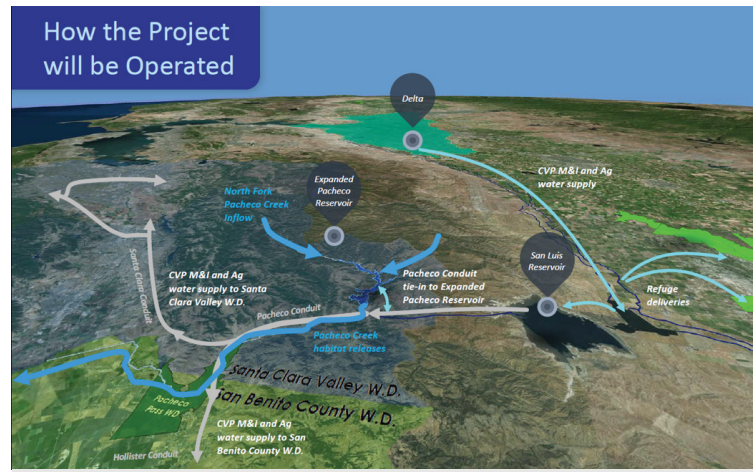 How the Project
will be Operated
Delta
CVP M&I and Ag
water supply
Expanded
Pacheco
Reservoir
North Fork
Pacheco Creek
Inflow
San Luis
Reservoir
Pacheco Conduit
tie-in to Expanded
Pacheco Reservoir
Refuge
deliveries
CVP M&I and Ag
water supply to Santa
Clara Valley W.D.
Santa Clara Conduit
Pacheco Conduit
Pacheco Creek
habitat releases
Santa Clara Valley W.D.
San Benito County W.D.
Pacheco
Pass WD
CVP M&I and Ag
water supply to San
Benito County W.D.
Hollister Conduit